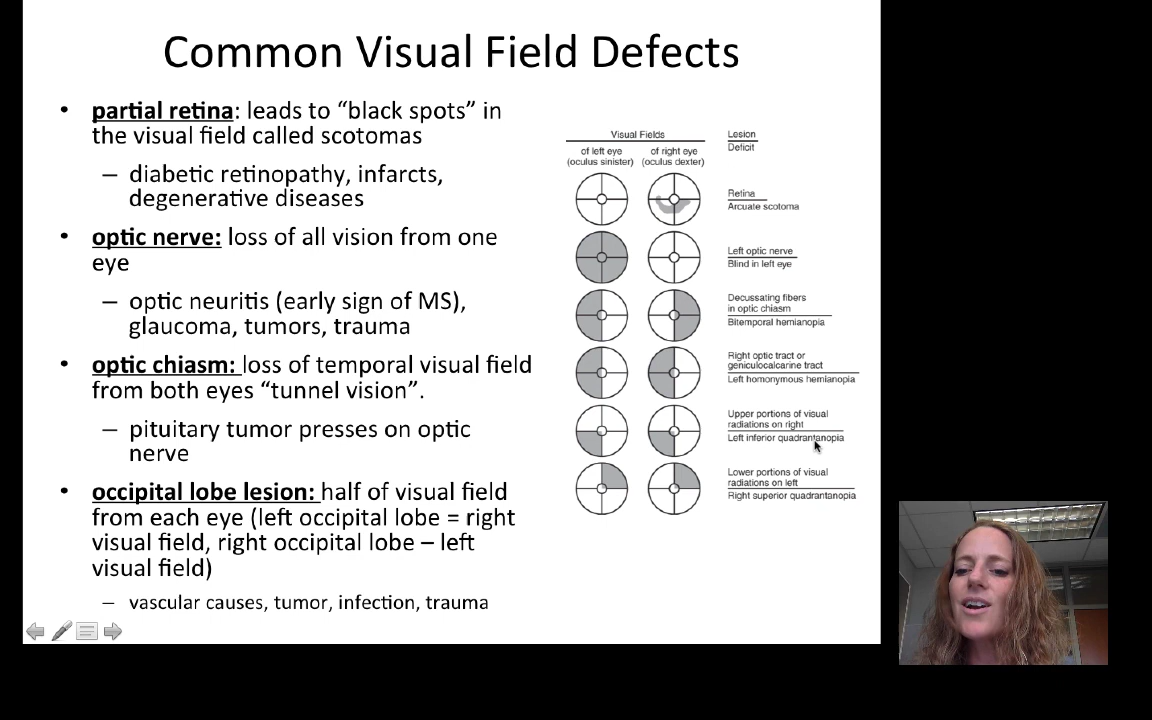 Common Visual Field Defects
• partial retina: leads to “black spots” in
the visual field called scotomas
– diabetic retinopathy, infarcts,
degenerative diseases
• optic nerve: loss of all vision from one
eye
– optic neuritis (early sign of MS),
glaucoma, tumors, trauma
• optic chiasm: loss of temporal visual field
from both eyes “tunnel vision”.
– pituitary tumor presses on optic
nerve
• occipital lobe lesion: half of visual field
from each eye (left occipital lobe = right
visual field, right occipital lobe – left
visual field)
– vascular causes, tumor, infection, trauma
Visual Fields
of left eye
(oculus sinister)
of right eye
(oculus dexter)
Lesion
Deficit
Retina
Arcuate scotoma
Left optic nerve
Blind in left eye
Decussating fibers
in optic chiasm
Bitemporal hemianopia
Right optic tract or
geniculocalcarine tract
Left homonymous hemianopia
Upper portions of visual
radiations on right
Left inferior quadrantanopia
Lower portions of visual
radiations on left
Right superior quadrantanopia